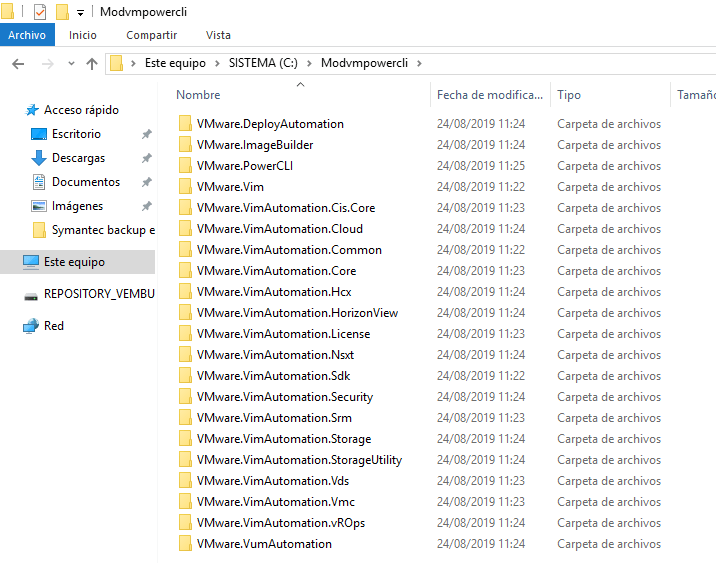 Modvmpowercli
Archivo Inicio Compartir Vista
Este equipo SISTEMA (C:) Modvmpowercli
Nombre Fecha de modifica... Tipo Tamaño
Acceso rápido
Escritorio
Descargas
Documentos
Imágenes
Symantec backup e
Este equipo
REPOSITORY_VEMBU
Red
VMware.DeployAutomation 24/08/2019 11:24 Carpeta de archivos
VMware.ImageBuilder 24/08/2019 11:24 Carpeta de archivos
VMware.PowerCLI 24/08/2019 11:25 Carpeta de archivos
VMware.Vim 24/08/2019 11:22 Carpeta de archivos
VMware.VimAutomation.Cis.Core 24/08/2019 11:23 Carpeta de archivos
VMware.VimAutomation.Cloud 24/08/2019 11:24 Carpeta de archivos
VMware.VimAutomation.Common 24/08/2019 11:22 Carpeta de archivos
VMware.VimAutomation.Core 24/08/2019 11:23 Carpeta de archivos
VMware.VimAutomation.Hcx 24/08/2019 11:24 Carpeta de archivos
VMware.VimAutomation.HorizonView 24/08/2019 11:24 Carpeta de archivos
VMware.VimAutomation.License 24/08/2019 11:23 Carpeta de archivos
VMware.VimAutomation.Nsxt 24/08/2019 11:24 Carpeta de archivos
VMware.VimAutomation.Sdk 24/08/2019 11:22 Carpeta de archivos
VMware.VimAutomation.Security 24/08/2019 11:24 Carpeta de archivos
VMware.VimAutomation.Srm 24/08/2019 11:23 Carpeta de archivos
VMware.VimAutomation.Storage 24/08/2019 11:24 Carpeta de archivos
VMware.VimAutomation.StorageUtility 24/08/2019 11:24 Carpeta de archivos
VMware.VimAutomation.Vds 24/08/2019 11:23 Carpeta de archivos
VMware.VimAutomation.Vmc 24/08/2019 11:23 Carpeta de archivos
VMware.VimAutomation.vROps 24/08/2019 11:24 Carpeta de archivos
VMware.VumAutomation 24/08/2019 11:24 Carpeta de archivos